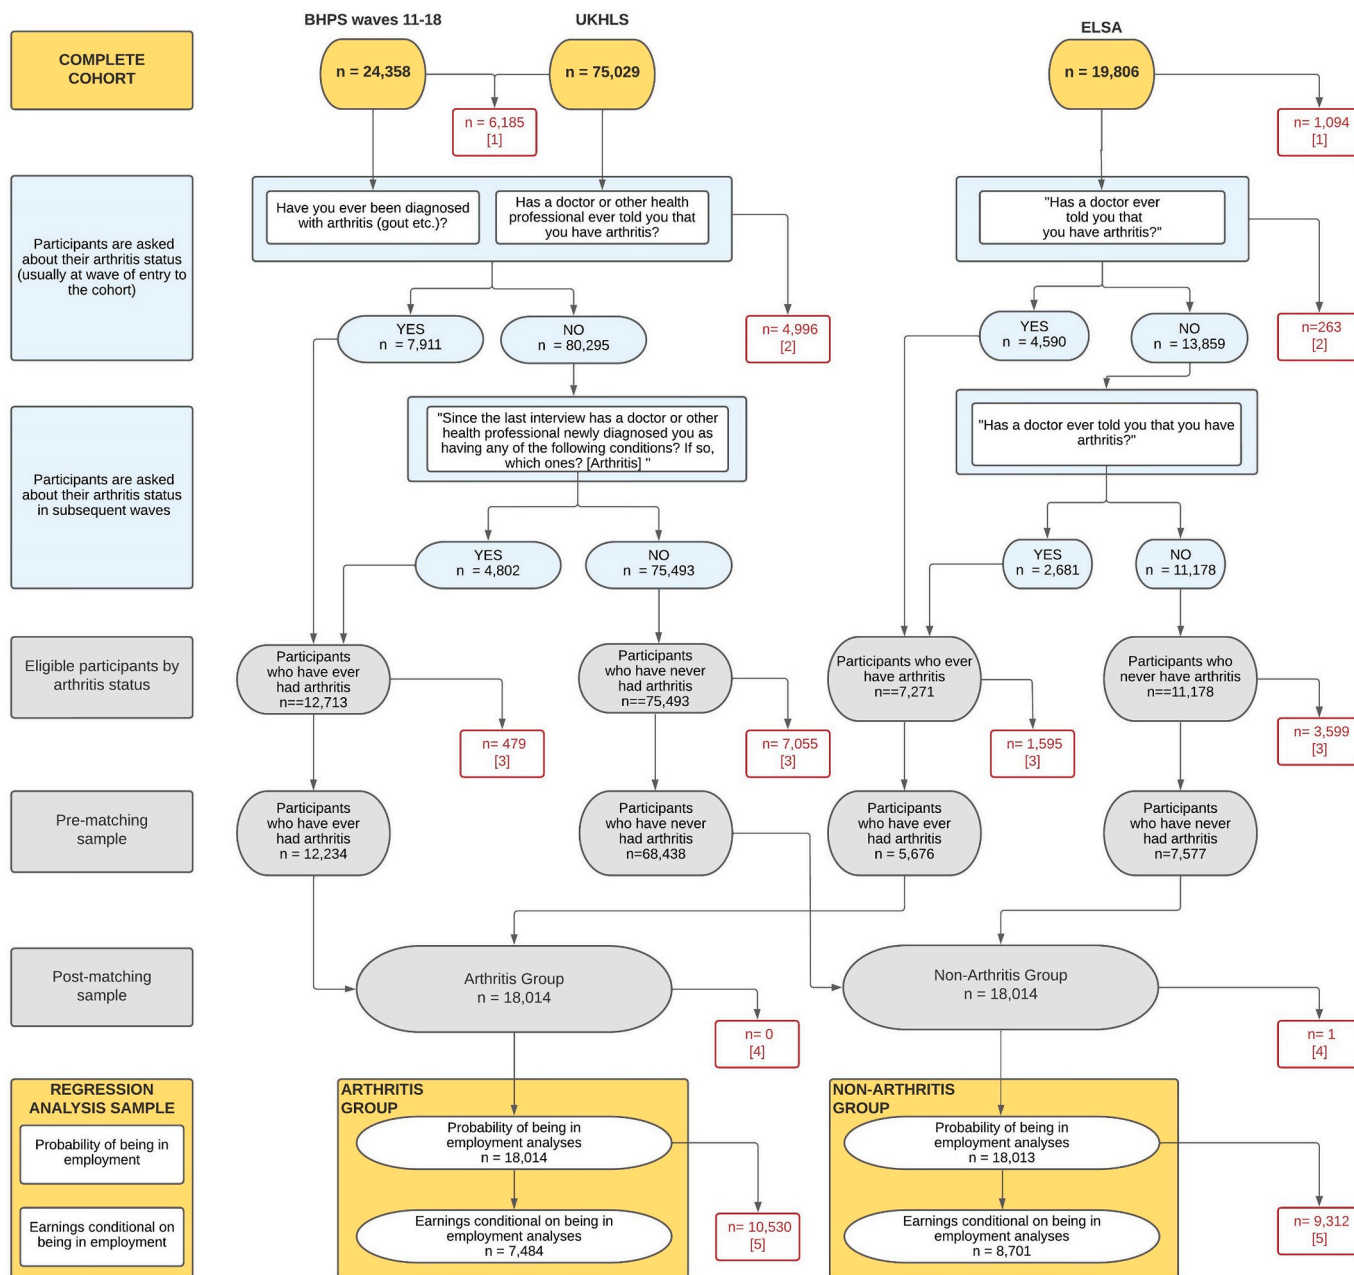 BHPS waves 11-18
UKHLS
ELSA
COMPLETE
COHORT
n = 24,358
n = 75,029
n = 19,806
n = 6,185
[1]
n= 1,094
[1]
Participants are asked
about their arthritis status
(usually at wave of entry to
the cohort)
Have you ever been diagnosed
with arthritis (gout etc.)?
Has a doctor or other health
professional ever told you that
you have arthritis?
"Has a doctor ever
told you that
you have arthritis?"
YES
n = 7,911
NO
n = 80,295
n= 4,996
[2]
YES
n = 4,590
NO
n = 13,859
n=263
[2]
Participants are asked
about their arthritis status
in subsequent waves
"Since the last interview has a doctor or other
health professional newly diagnosed you as
having any of the following conditions? If so,
which ones? [Arthritis] "
"Has a doctor ever told you that you have
arthritis?"
YES
n = 4,802
NO
n = 75,493
YES
n = 2,681
NO
n = 11,178
Eligible participants by
arthritis status
Participants
who have ever
had arthritis
n==12,713
Participants
who have never
had arthritis
n==75,493
Participants who ever
have arthritis
n==7,271
Participants who
never have arthritis
n==11,178
n= 479
[3]
n= 7,055
[3]
n= 1,595
[3]
n= 3,599
[3]
Pre-matching
sample
Participants
who have ever
had arthritis
n = 12,234
Participants
who have never
had arthritis
n=68,438
Participants
who have ever
had arthritis
n = 5,676
Participants
who have never
had arthritis
n=7,577
Post-matching
sample
Arthritis Group
n = 18,014
Non-Arthritis Group
n = 18,014
n= 0
[4]
n= 1
[4]
REGRESSION
ANALYSIS SAMPLE
Probability of being in
employment
Earnings conditional on
being in employment
ARTHRITIS
GROUP
Probability of being in
employment analyses
n = 18,014
Earnings conditional on being in
employment analyses
n = 7,484
n= 10,530
[5]
NON-ARTHRITIS
GROUP
Probability of being in
employment analyses
n = 18,013
Earnings conditional on being in
employment analyses
n = 8,701
n= 9,312
[5]